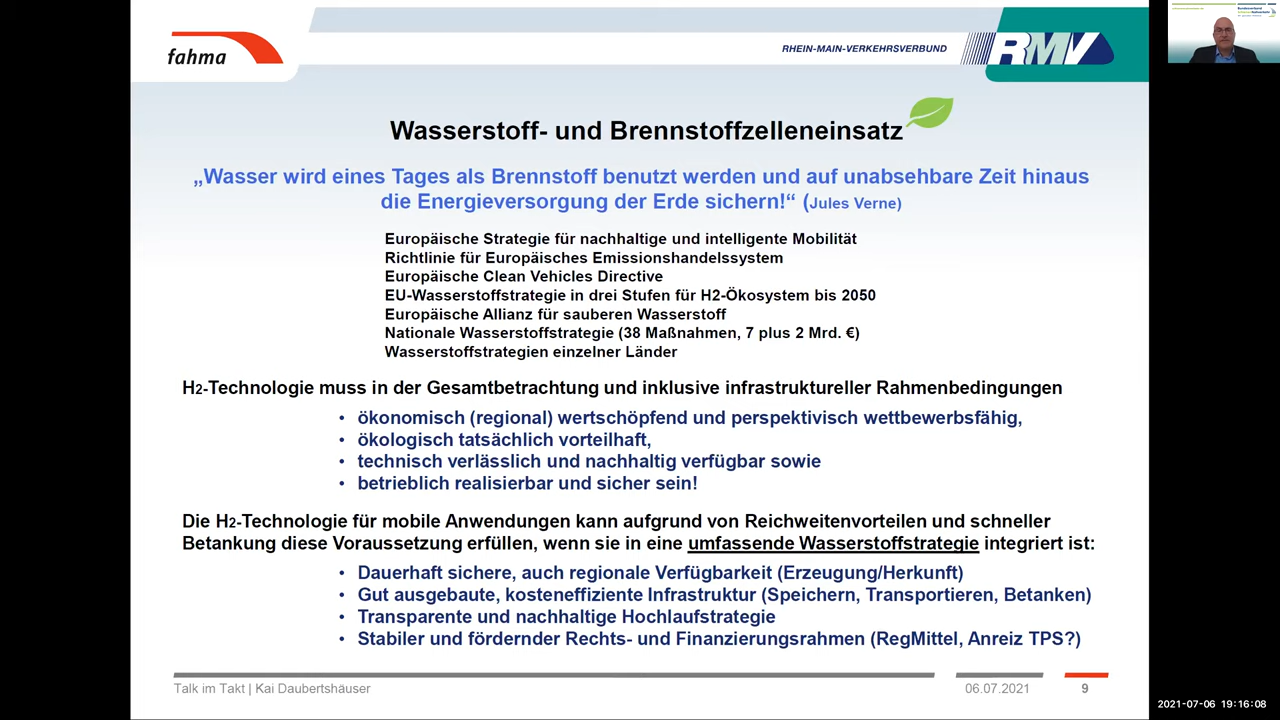 fahma
RHEIN-MAIN-VERKEHRSVERBUND
RMV
Wasserstoff- und Brennstoffzelleneinsatz
„Wasser wird eines Tages als Brennstoff benutzt werden und auf unabsehbare Zeit hinaus
die Energieversorgung der Erde sichern!“ (Jules Verne)
Europäische Strategie für nachhaltige und intelligente Mobilität
Richtlinie für Europäisches Emissionshandelssystem
Europäische Clean Vehicles Directive
EU-Wasserstoffstrategie in drei Stufen für H2-Ökosystem bis 2050
Europäische Allianz für sauberen Wasserstoff
Nationale Wasserstoffstrategie (38 Maßnahmen, 7 plus 2 Mrd. €)
Wasserstoffstrategien einzelner Länder
H2-Technologie muss in der Gesamtbetrachtung und inklusive infrastruktureller Rahmenbedingungen
• ökonomisch (regional) wertschöpfend und perspektivisch wettbewerbsfähig,
• ökologisch tatsächlich vorteilhaft,
• technisch verlässlich und nachhaltig verfügbar sowie
• betrieblich realisierbar und sicher sein!
Die H2-Technologie für mobile Anwendungen kann aufgrund von Reichweitenvorteilen und schneller
Betankung diese Voraussetzung erfüllen, wenn sie in eine umfassende Wasserstoffstrategie integriert ist:
• Dauerhaft sichere, auch regionale Verfügbarkeit (Erzeugung/Herkunft)
• Gut ausgebaute, kosteneffiziente Infrastruktur (Speichern, Transportieren, Betanken)
• Transparente und nachhaltige Hochlaufstrategie
• Stabiler und fördernder Rechts- und Finanzierungsrahmen (RegMittel, Anreiz TPS?)
Talk im Takt | Kai Daubertshäuser
06.07.2021
9
2021-07-06 19:16:08